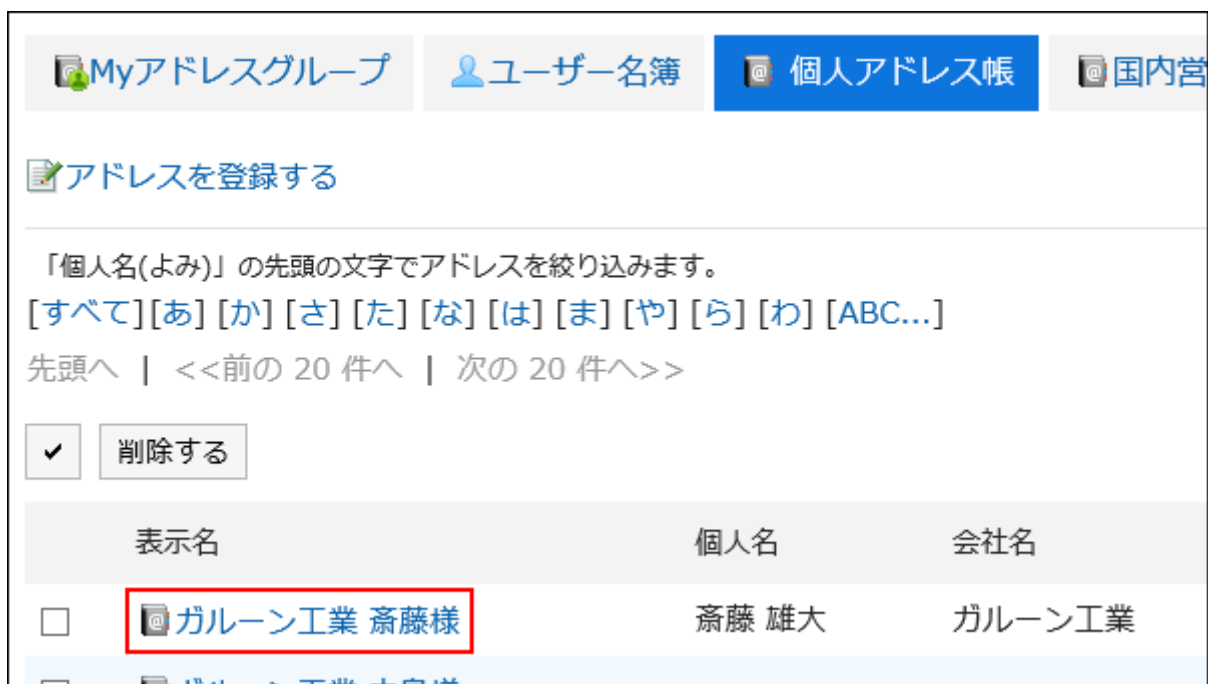 Myアドレスグループ ユーザー名簿 個人アドレス帳 国内営
アドレスを登録する
「個人名(よみ)」の先頭の文字でアドレスを絞り込みます。
[すべて][あ] [か] [さ] [た] [な] [は] [ま] [や] [ら] [わ] [ABC...]
先頭へ | <<前の 20 件へ | 次の 20 件へ>>
削除する
表示名 個人名 会社名
ガルーン工業 斎藤様 斎藤 雄大 ガルーン工業